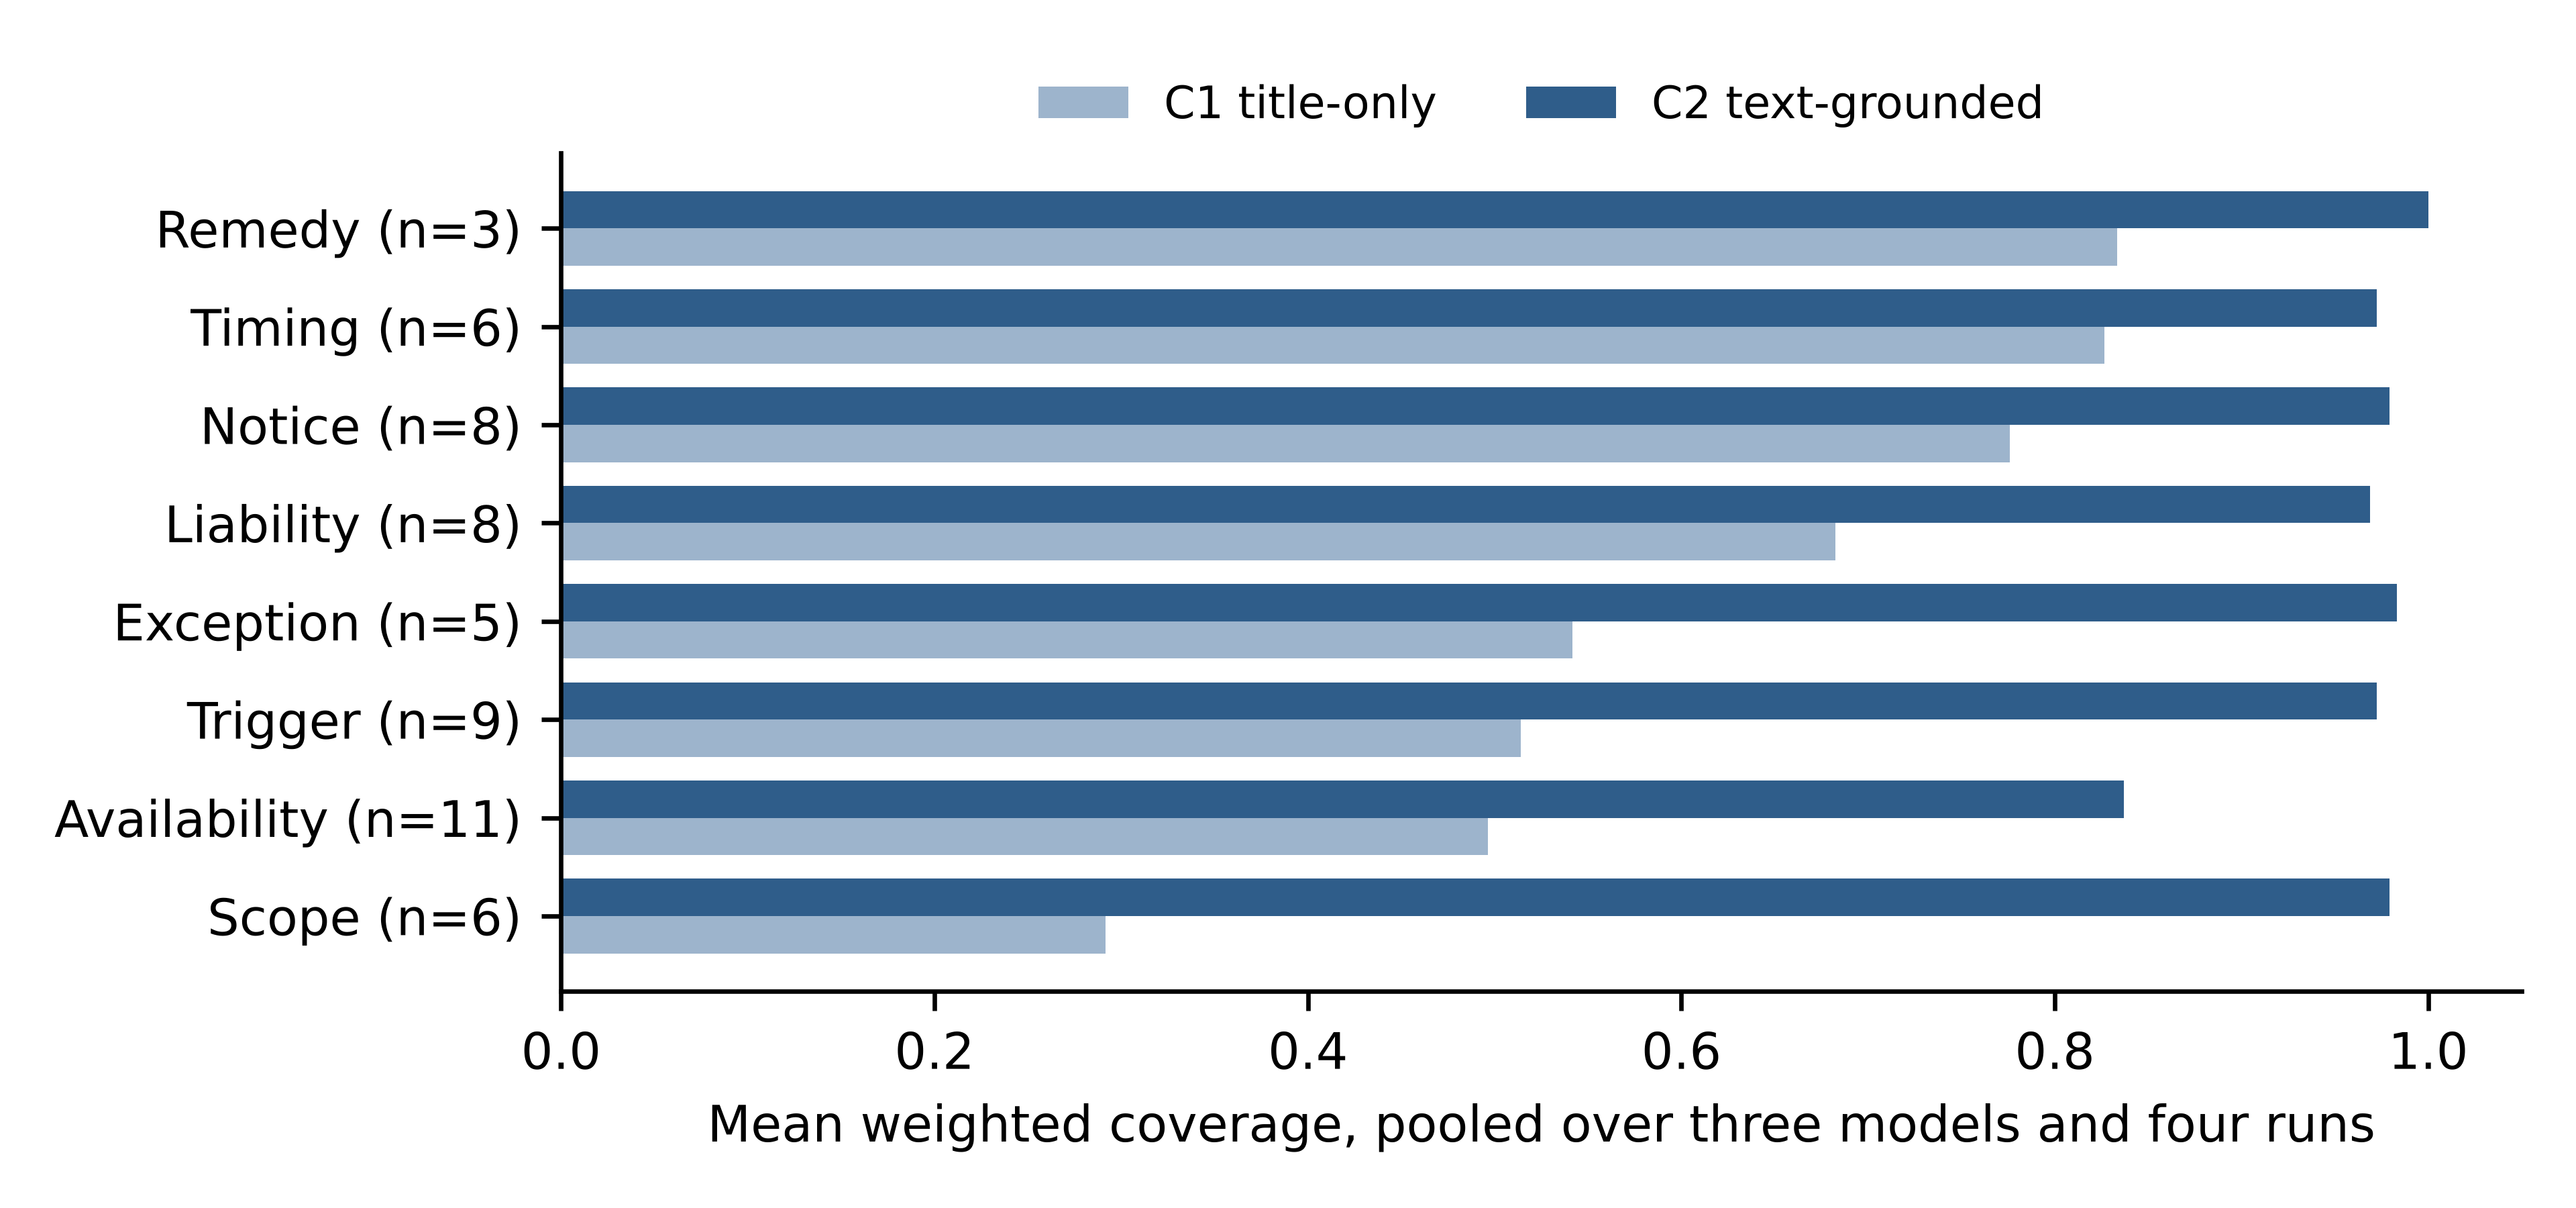 C1 title-only C2 text-grounded
Remedy (n=3)
Timing (n=6)
Notice (n=8)
Liability (n=8)
Exception (n=5)
Trigger (n=9)
Availability (n=11)
Scope (n=6)
0.0 0.2 0.4 0.6 0.8 1.0
Mean weighted coverage, pooled over three models and four runs